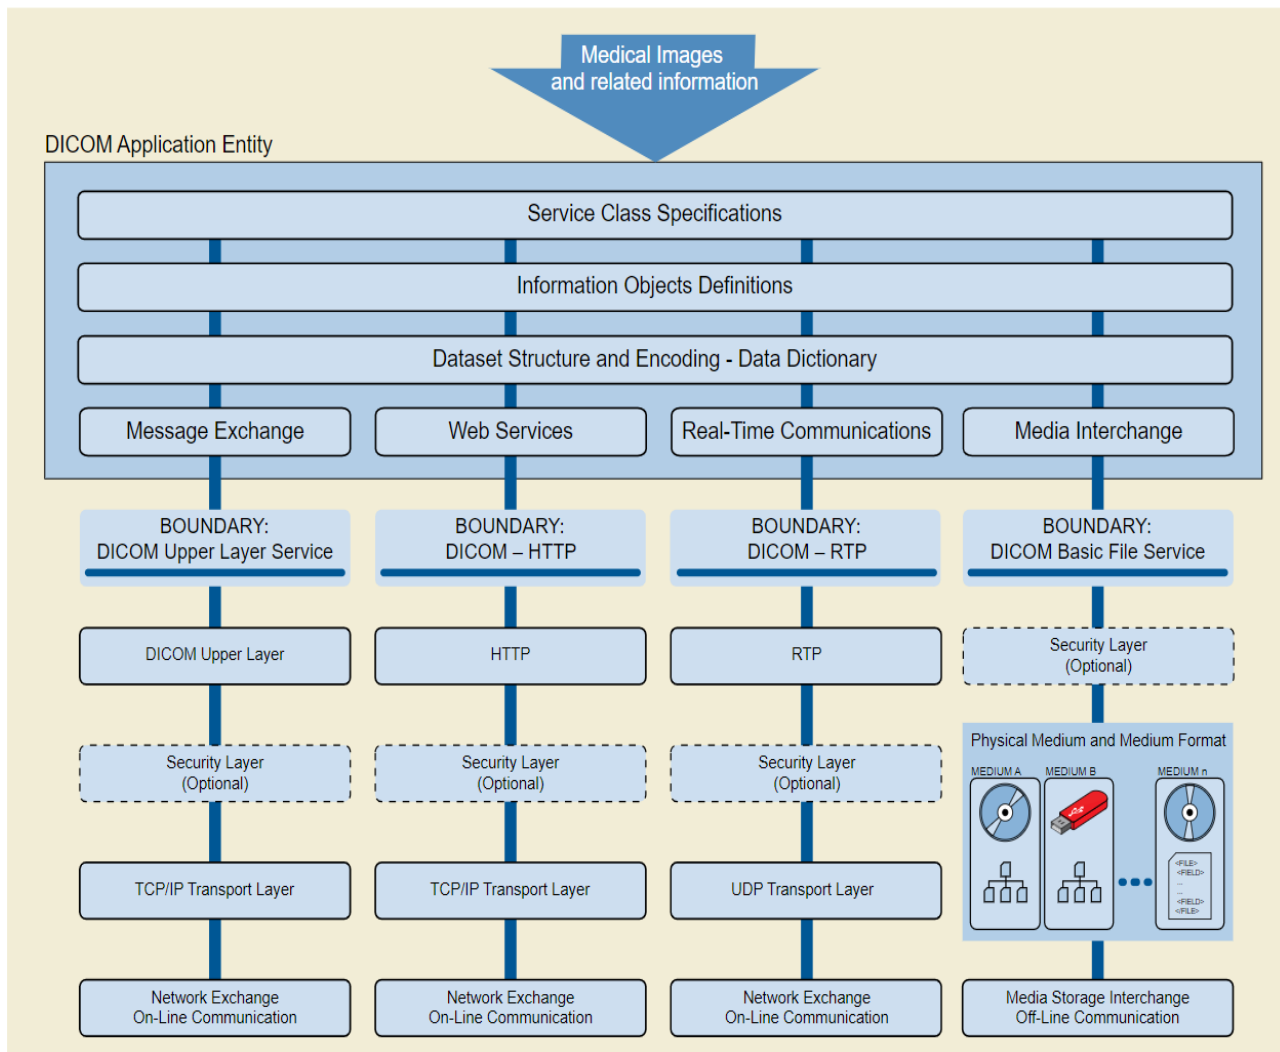 Medical Images
and related information
DICOM Application Entity
Service Class Specifications
Information Objects Definitions
Dataset Structure and Encoding - Data Dictionary
Message Exchange
Web Services
Real-Time Communications
Media Interchange
BOUNDARY:
DICOM Upper Layer Service
BOUNDARY:
DICOM – HTTP
BOUNDARY:
DICOM – RTP
BOUNDARY:
DICOM Basic File Service
DICOM Upper Layer
HTTP
RTP
Security Layer
(Optional)
Security Layer
(Optional)
Security Layer
(Optional)
Security Layer
(Optional)
Physical Medium and Medium Format
MEDIUM A
MEDIUM B
MEDIUM n
<FILE>
<FIELD>
...
...
<FIELD>
</FILE>
TCP/IP Transport Layer
TCP/IP Transport Layer
UDP Transport Layer
Network Exchange
On-Line Communication
Network Exchange
On-Line Communication
Network Exchange
On-Line Communication
Media Storage Interchange
Off-Line Communication